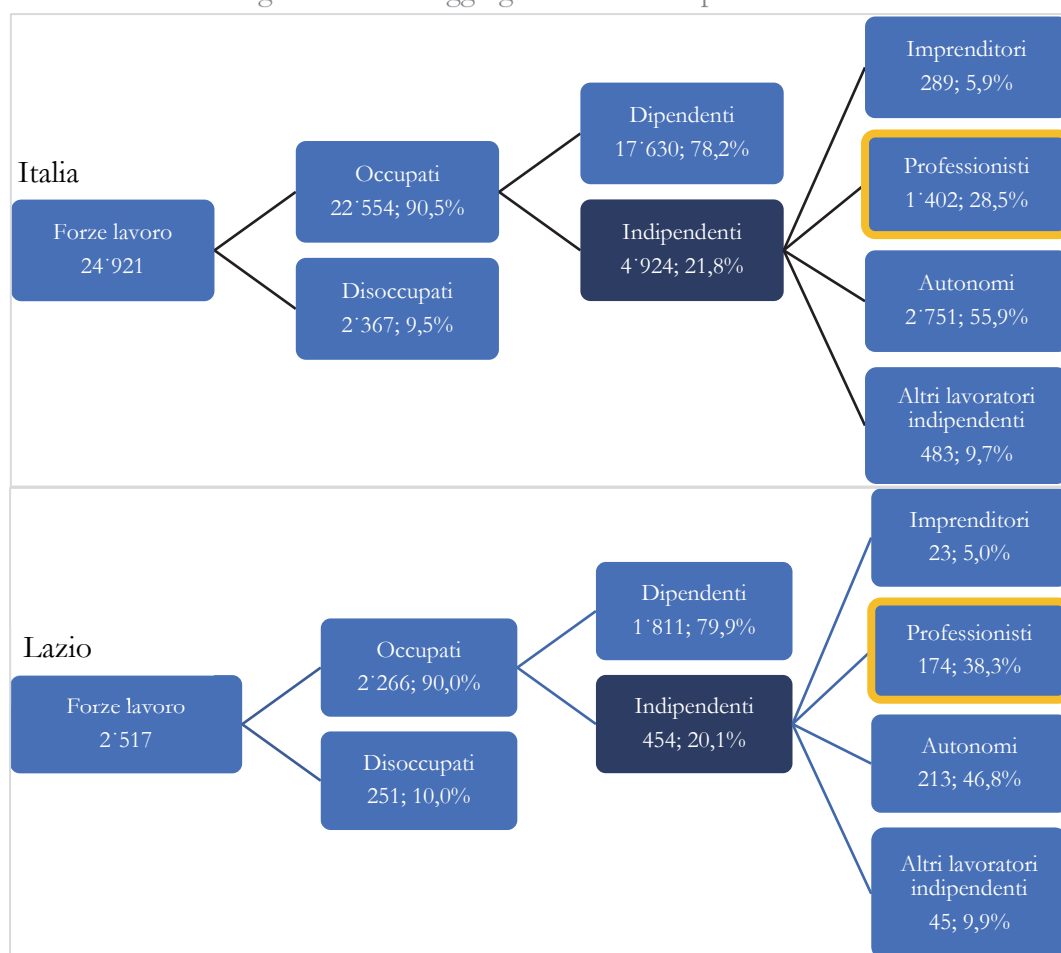 Italia
Forze lavoro
24˙921
Occupati
22˙554; 90,5%
Disoccupati
2˙367; 9,5%
Dipendenti
17˙630; 78,2%
Indipendenti
4˙924; 21,8%
Imprenditori
289; 5,9%
Professionisti
1˙402; 28,5%
Autonomi
2˙751; 55,9%
Altri lavoratori
indipendenti
483; 9,7%
Lazio
Forze lavoro
2˙517
Occupati
2˙266; 90,0%
Disoccupati
251; 10,0%
Dipendenti
1˙811; 79,9%
Indipendenti
454; 20,1%
Imprenditori
23; 5,0%
Professionisti
174; 38,3%
Autonomi
213; 46,8%
Altri lavoratori
indipendenti
45; 9,9%